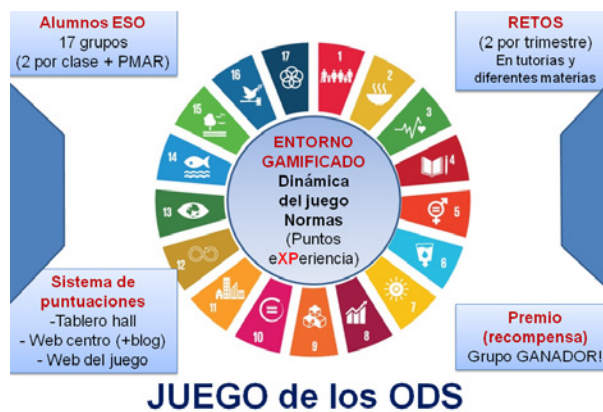 Alumnos ESO
17 grupos
(2 por clase + PMAR)
RETOS
(2 por trimestre)
En tutorías y
diferentes materias
17
1
2
3
4
5
6
7
8
9
10
11
12
13
14
15
16
ENTORNO
GAMIFICADO
Dinámica
del juego
Normas
(Puntos
eXPeriencia)
Sistema de
puntuaciones
-Tablero hall
- Web centro (+blog)
- Web del juego
Premio
(recompensa)
Grupo GANADOR!
JUEGO de los ODS